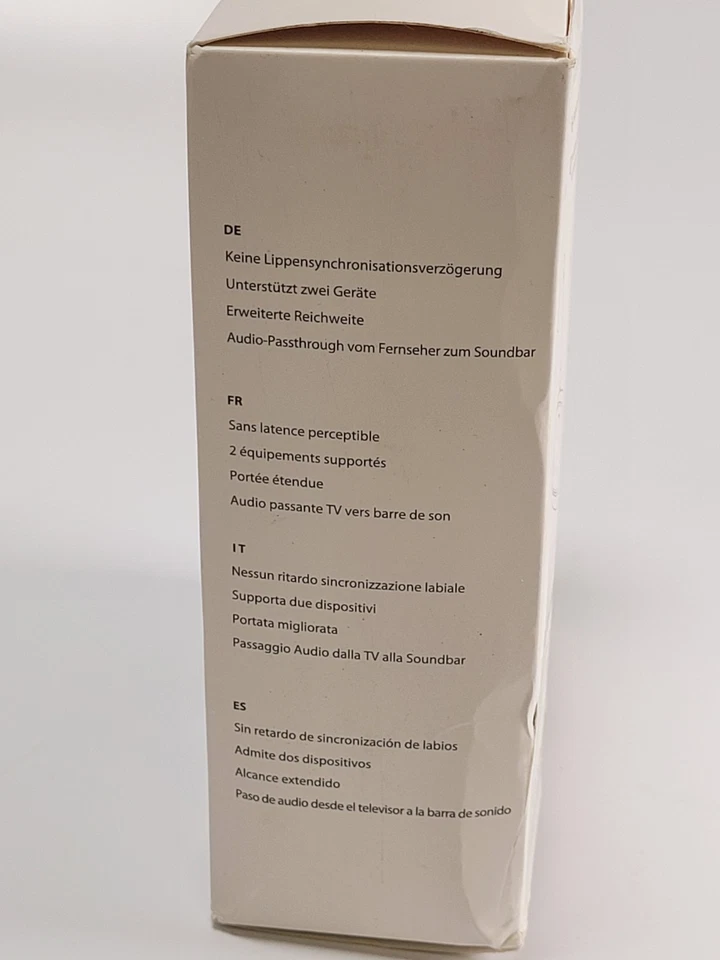 DE
Keine Lippensynchronisationsverzögerung
Unterstützt zwei Geräte
Erweiterte Reichweite
Audio-Passthrough vom Fernseher zum Soundbar
FR
Sans latence perceptible
2 équipements supportés
Portée étendue
Audio passante TV vers barre de son
IT
Nessun ritardo sincronizzazione labiale
Supporta due dispositivi
Portata migliorata
Passaggio Audio dalla TV alla Soundbar
ES
Sin retardo de sincronización de labios
Admite dos dispositivos
Alcance extendido
Paso de audio desde el televisor a la barra de sonido